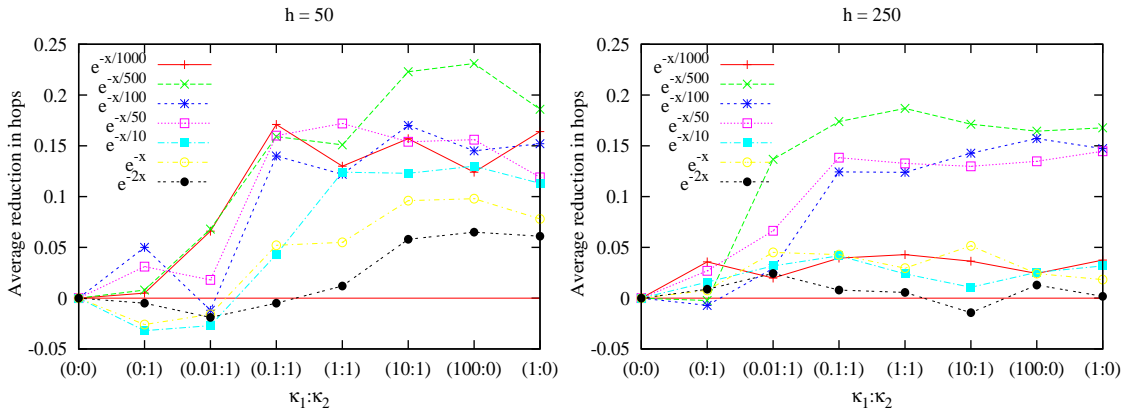 h = 50
Average reduction in hops
0.25
0.2
0.15
0.1
0.05
0
-0.05
e^-x/1000
e^-x/500
e^-x/100
e^-x/50
e^-x/10
e^-x
e^-2x
(0:0) (0:1) (0.01:1) (0.1:1) (1:1) (10:1) (100:0) (1:0)
κ1:κ2
h = 250
Average reduction in hops
0.25
0.2
0.15
0.1
0.05
0
-0.05
e^-x/1000
e^-x/500
e^-x/100
e^-x/50
e^-x/10
e^-x
e^-2x
(0:0) (0:1) (0.01:1) (0.1:1) (1:1) (10:1) (100:0) (1:0)
κ1:κ2